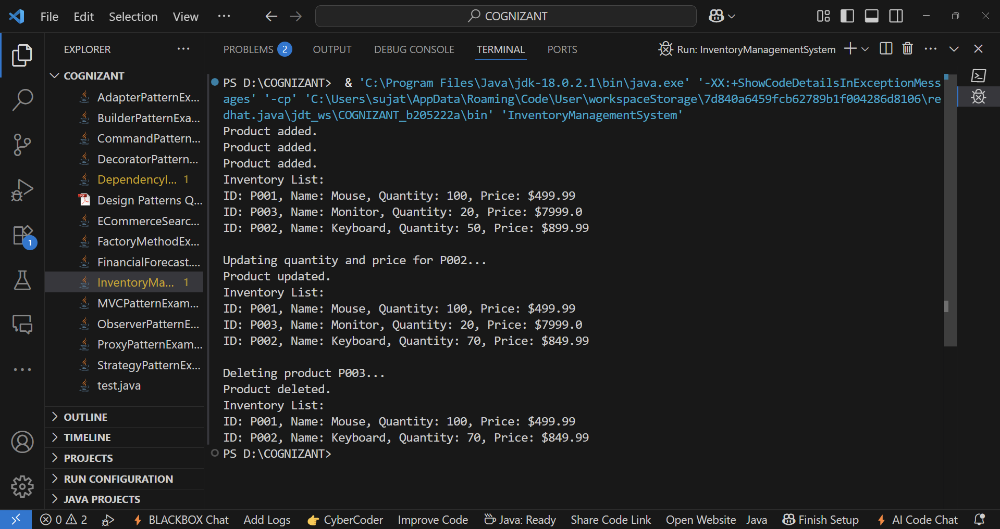 File Edit Selection View ··· COGNIZANT
EXPLORER ···
COGNIZANT
AdapterPatternEx...
BuilderPatternExa...
CommandPattern...
DecoratorPattern...
DependencyI... 1
Design Patterns Q...
ECommerceSearc...
FactoryMethodEx...
FinancialForecast....
InventoryMa... 1
MVCPatternExam...
ObserverPatternE...
ProxyPatternExam...
StrategyPatternEx...
test.java
OUTLINE
TIMELINE
PROJECTS
RUN CONFIGURATION
JAVA PROJECTS
1
PROBLEMS 2 OUTPUT DEBUG CONSOLE TERMINAL PORTS Run: InventoryManagementSystem
PS D:\COGNIZANT>  & 'C:\Program Files\Java\jdk-18.0.2.1\bin\java.exe' '-XX:+ShowCodeDetailsInExceptionMess
ages' '-cp' 'C:\Users\sujat\AppData\Roaming\Code\User\workspaceStorage\7d840a6459fcb62789b1f004286d8106\re
dhat.java\jdt_ws\COGNIZANT_b205222a\bin' 'InventoryManagementSystem'
Product added.
Product added.
Product added.
Inventory List:
ID: P001, Name: Mouse, Quantity: 100, Price: $499.99
ID: P003, Name: Monitor, Quantity: 20, Price: $7999.0
ID: P002, Name: Keyboard, Quantity: 50, Price: $899.99
Updating quantity and price for P002...
Product updated.
Inventory List:
ID: P001, Name: Mouse, Quantity: 100, Price: $499.99
ID: P003, Name: Monitor, Quantity: 20, Price: $7999.0
ID: P002, Name: Keyboard, Quantity: 70, Price: $849.99
Deleting product P003...
Product deleted.
Inventory List:
ID: P001, Name: Mouse, Quantity: 100, Price: $499.99
ID: P002, Name: Keyboard, Quantity: 70, Price: $849.99
PS D:\COGNIZANT>
0 2 BLACKBOX Chat Add Logs CyberCoder Improve Code Java: Ready Share Code Link Open Website Java Finish Setup AI Code Chat